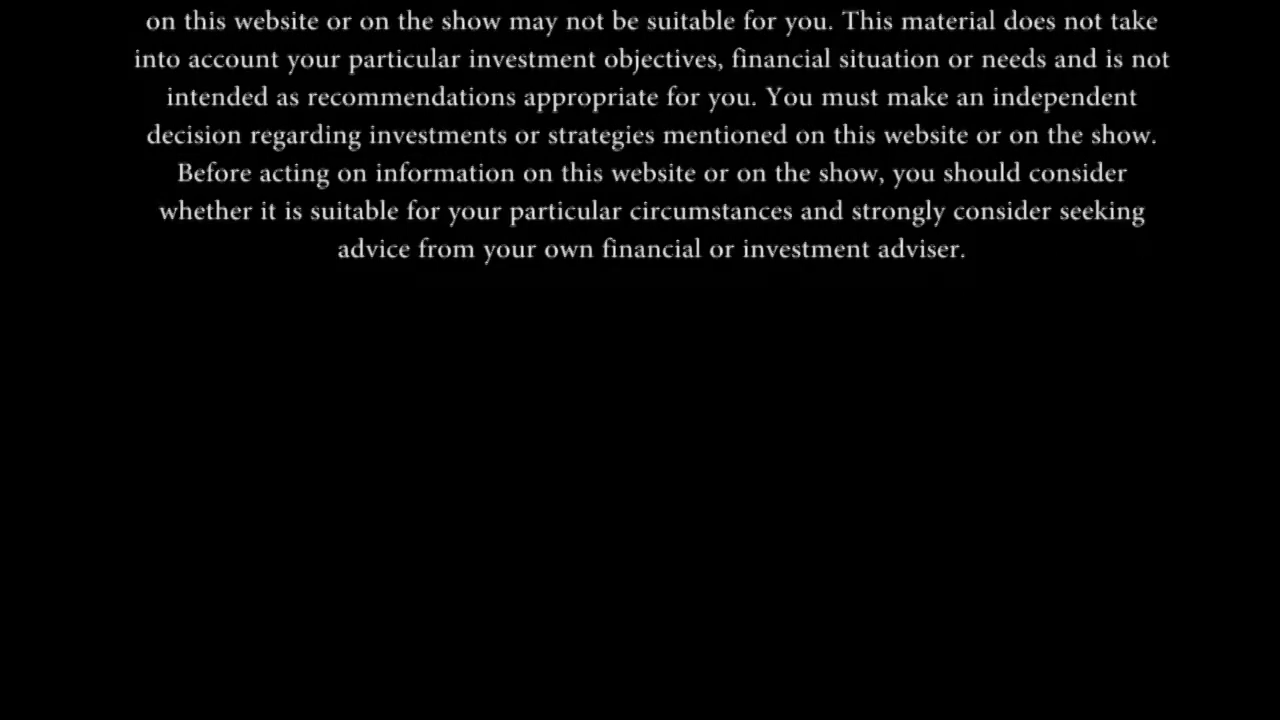 on this website or on the show may not be suitable for you. This material does not take
into account your particular investment objectives, financial situation or needs and is not
intended as recommendations appropriate for you. You must make an independent
decision regarding investments or strategies mentioned on this website or on the show.
Before acting on information on this website or on the show, you should consider
whether it is suitable for your particular circumstances and strongly consider seeking
advice from your own financial or investment adviser.